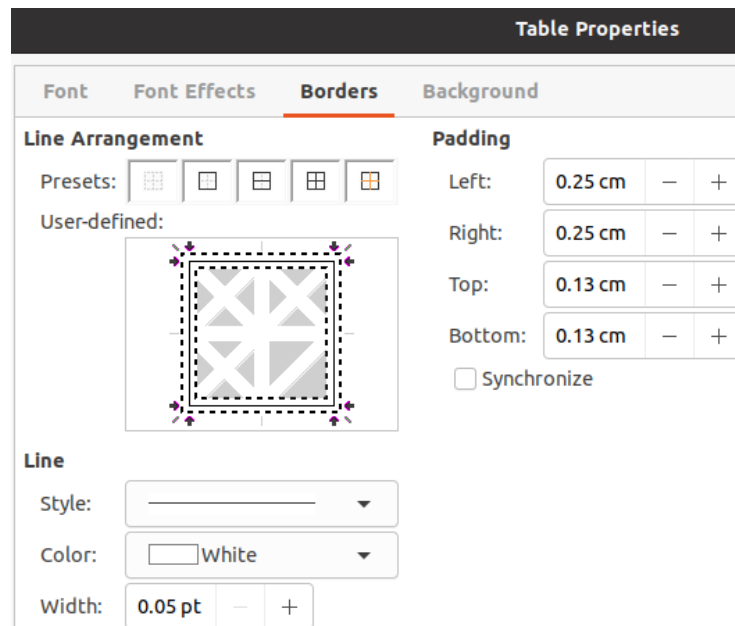 Table Properties
Font Font Effects Borders Background
Line Arrangement
Presets:
User-defined:
Padding
Left: 0.25 cm − +
Right: 0.25 cm − +
Top: 0.13 cm − +
Bottom: 0.13 cm − +
Synchronize
Line
Style:
Color: White
Width: 0.05 pt − +